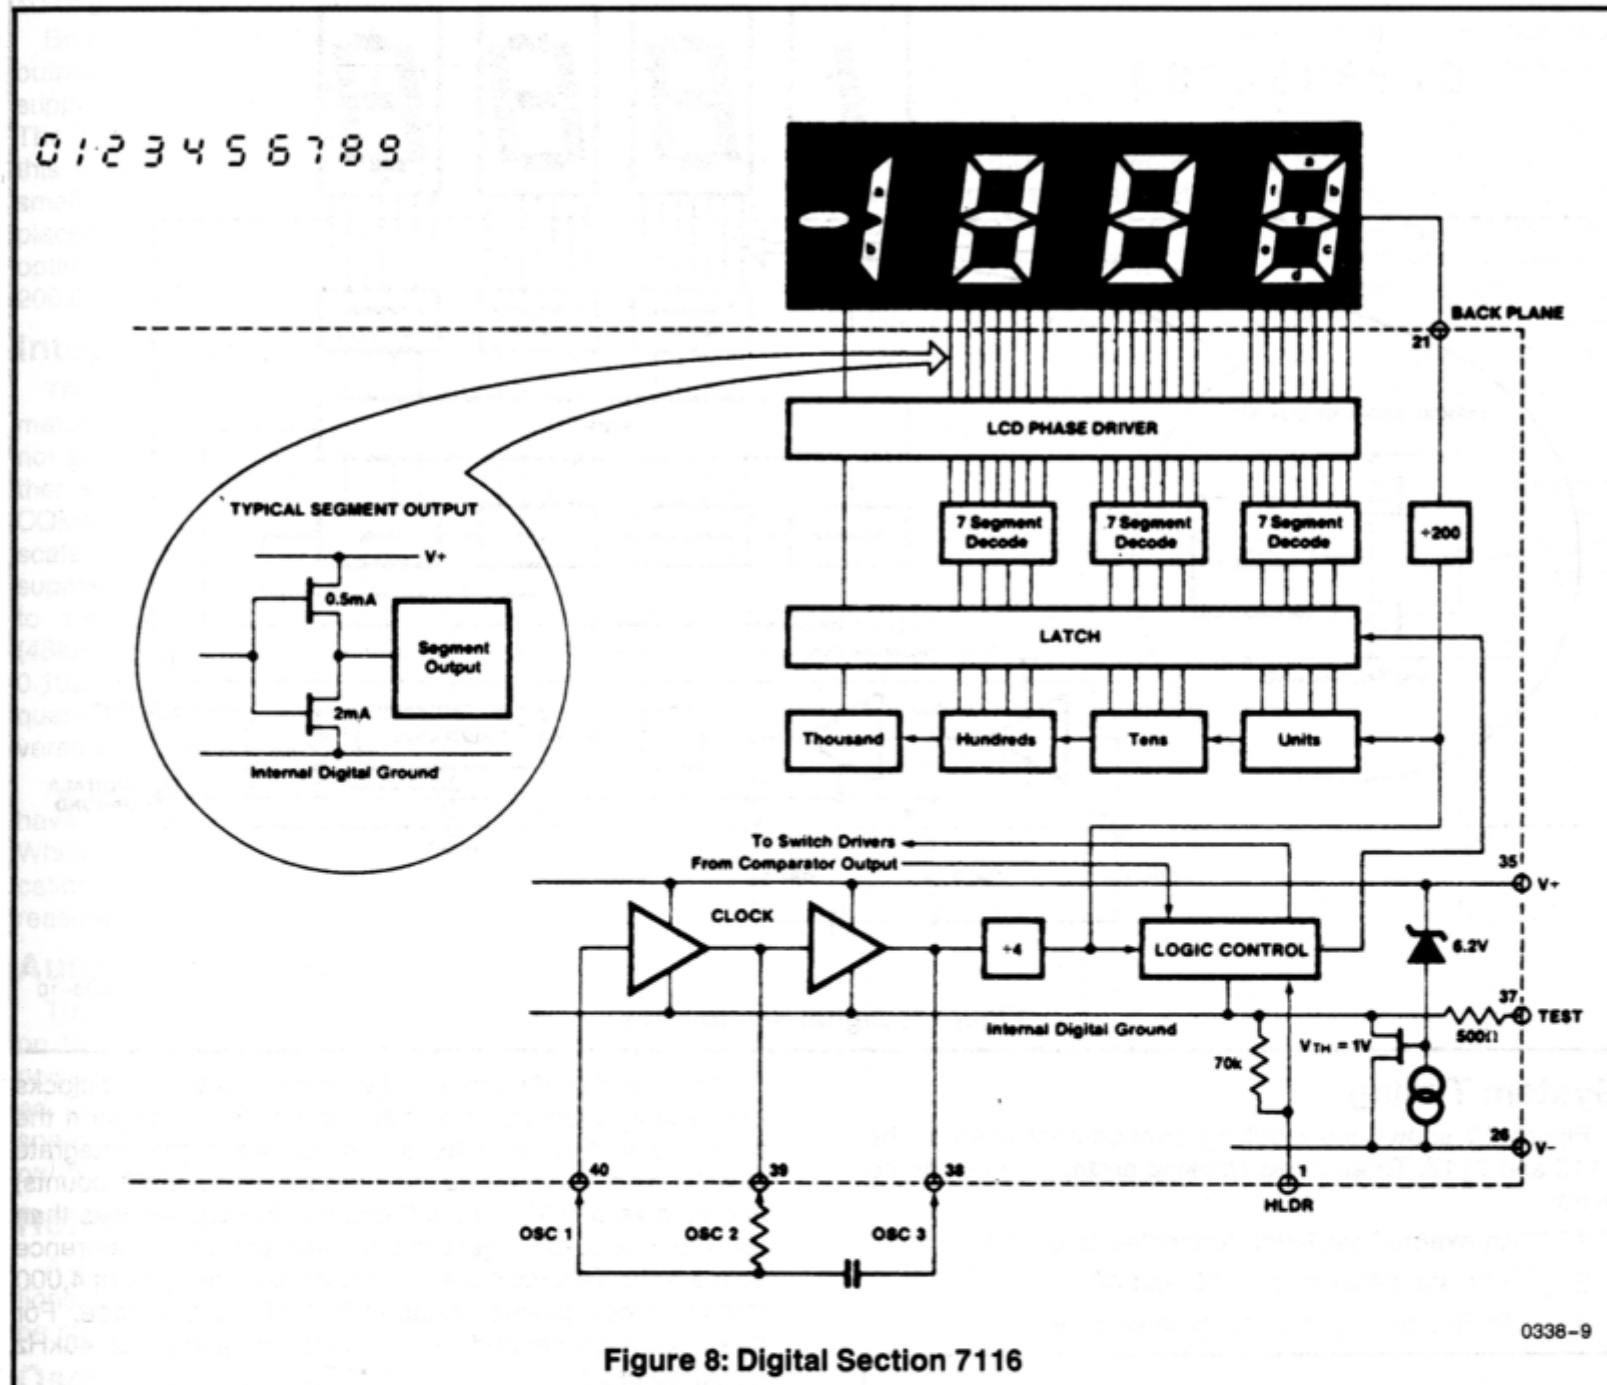 0 1 2 3 4 5 6 7 8 9
a
b
a
f
b
g
e
c
d
BACK PLANE
21
LCD PHASE DRIVER
TYPICAL SEGMENT OUTPUT
V+
0.5mA
Segment
Output
2mA
Internal Digital Ground
7 Segment
Decode
7 Segment
Decode
7 Segment
Decode
÷200
LATCH
Thousand
Hundreds
Tens
Units
To Switch Drivers
From Comparator Output
35
V+
CLOCK
÷4
LOGIC CONTROL
6.2V
37
TEST
500Ω
Internal Digital Ground
VTH = 1V
70k
26
V−
40
39
38
1
HLDR
OSC 1
OSC 2
OSC 3
0338–9
Figure 8: Digital Section 7116